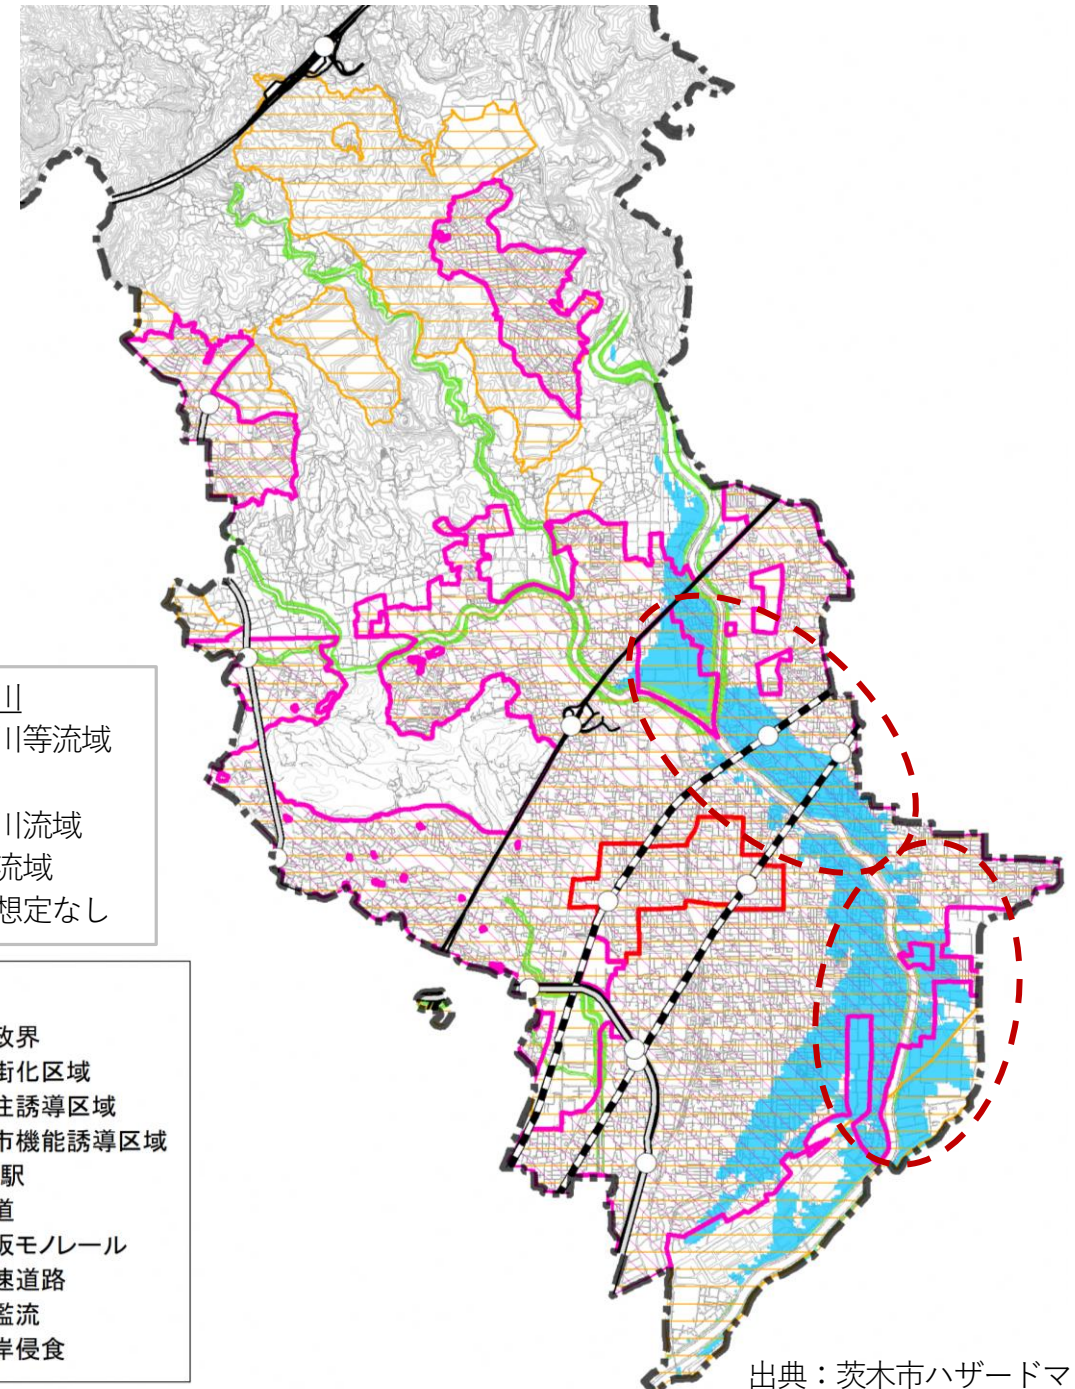 川
川等流域
川流域
流域
想定なし
政界
街化区域
住誘導区域
市機能誘導区域
駅
道
阪モノレール
速道路
濫流
岸侵食
出典：茨木市ハザードマ